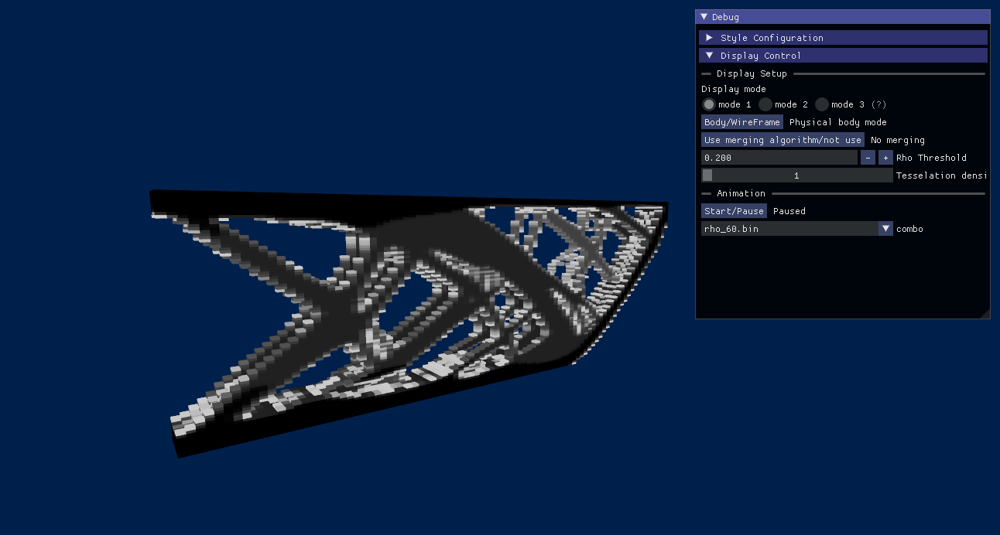 Debug
Style Configuration
Display Control
Display Setup
Display mode
mode 1 mode 2 mode 3 (?)
Body/WireFrame Physical body mode
Use merging algorithm/not use No merging
0.200 - + Rho Threshold
1 Tesselation densi
Animation
Start/Pause Paused
rho_60.bin combo